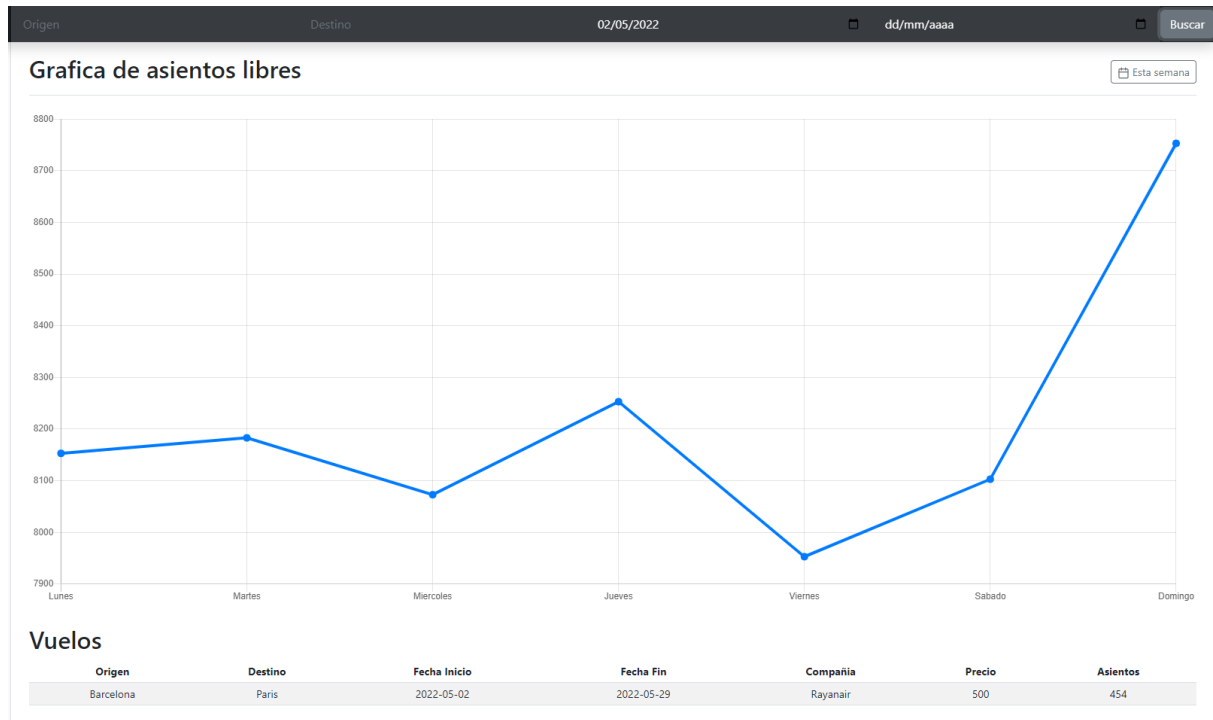 Origen Destino 02/05/2022 dd/mm/aaaa Buscar
Grafica de asientos libres Esta semana
8800
8700
8600
8500
8400
8300
8200
8100
8000
7900
Lunes Martes Miercoles Jueves Viernes Sabado Domingo
Vuelos
Origen Destino Fecha Inicio Fecha Fin Compañia Precio Asientos
Barcelona Paris 2022-05-02 2022-05-29 Rayanair 500 454